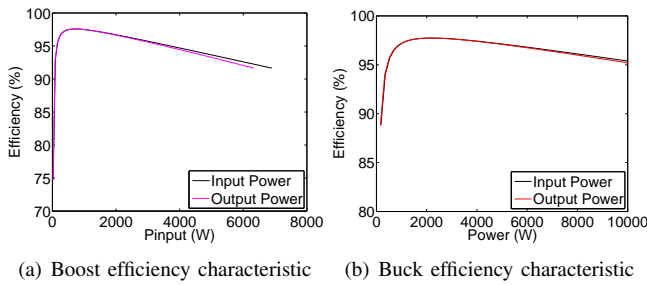 100
95
90
85
80
75
70
Efficiency (%)
0 2000 4000 6000 8000
Pinput (W)
Input Power
Output Power
(a) Boost efficiency characteristic
100
95
90
85
80
Efficiency (%)
0 2000 4000 6000 8000 10000
Power (W)
Input Power
Output Power
(b) Buck efficiency characteristic